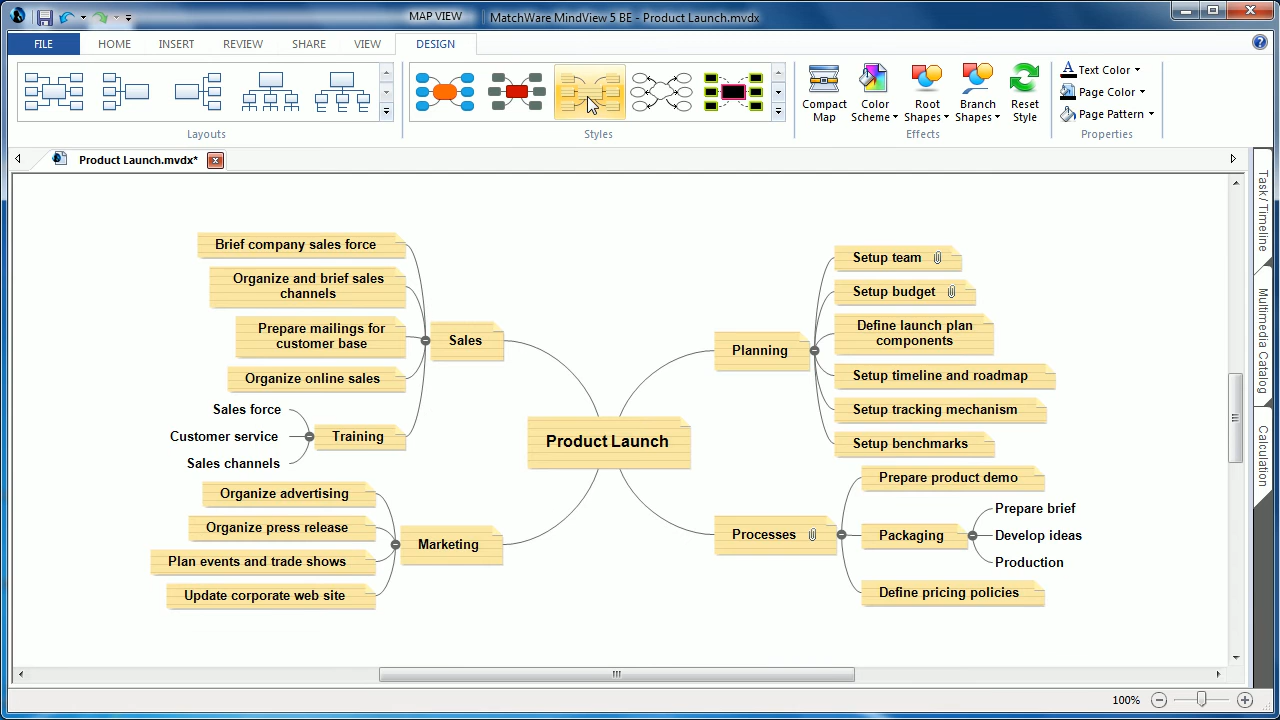 MAP VIEW
MatchWare MindView 5 BE - Product Launch.mvdx
FILE
HOME
INSERT
REVIEW
SHARE
VIEW
DESIGN
Layouts
Styles
Compact
Map
Color
Scheme
Root
Shapes
Branch
Shapes
Reset
Style
Effects
Text Color
Page Color
Page Pattern
Properties
Product Launch.mvdx*
Task/Timeline
Multimedia Catalog
Calculation
Brief company sales force
Organize and brief sales
channels
Prepare mailings for
customer base
Organize online sales
Sales
Sales force
Customer service
Sales channels
Training
Organize advertising
Organize press release
Plan events and trade shows
Update corporate web site
Marketing
Product Launch
Planning
Setup team
Setup budget
Define launch plan
components
Setup timeline and roadmap
Setup tracking mechanism
Setup benchmarks
Processes
Prepare product demo
Packaging
Prepare brief
Develop ideas
Production
Define pricing policies
100%